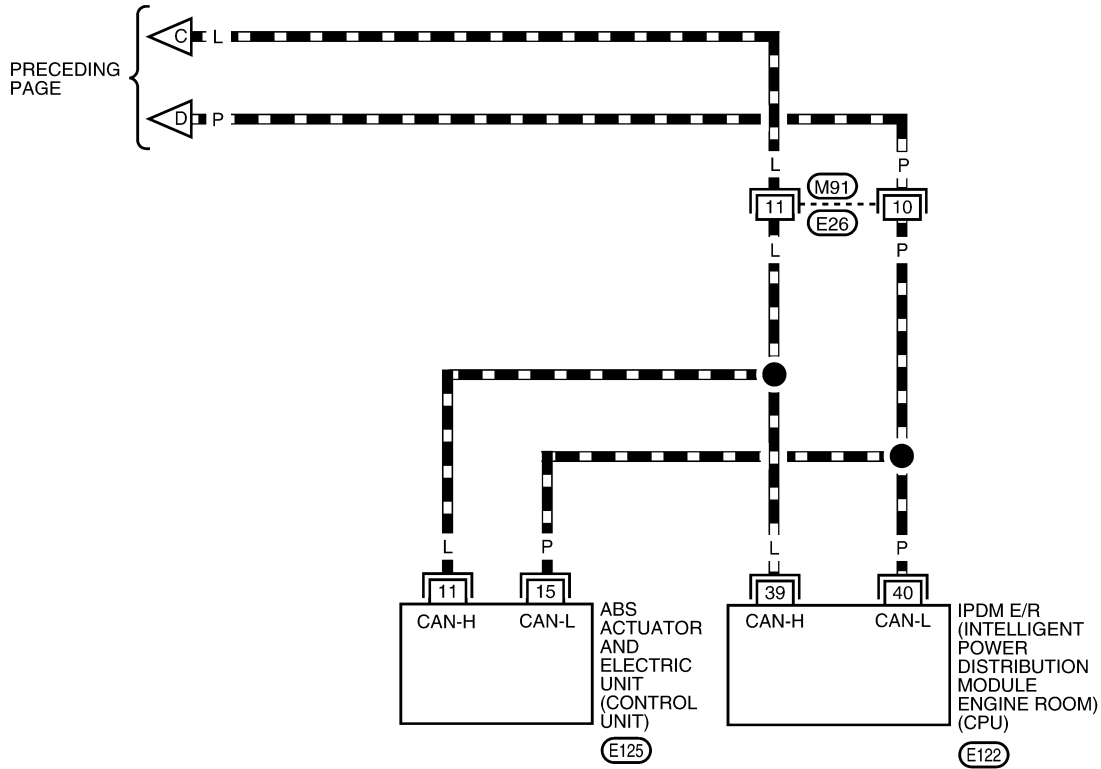 PRECEDING
PAGE
C L
D P
L
P
M91
11
10
E26
L
P
L
P
L
P
11
15
39
40
CAN-H
CAN-L
CAN-H
CAN-L
ABS
ACTUATOR
AND
ELECTRIC
UNIT
(CONTROL
UNIT)
E125
IPDM E/R
(INTELLIGENT
POWER
DISTRIBUTION
MODULE
ENGINE ROOM)
(CPU)
E122